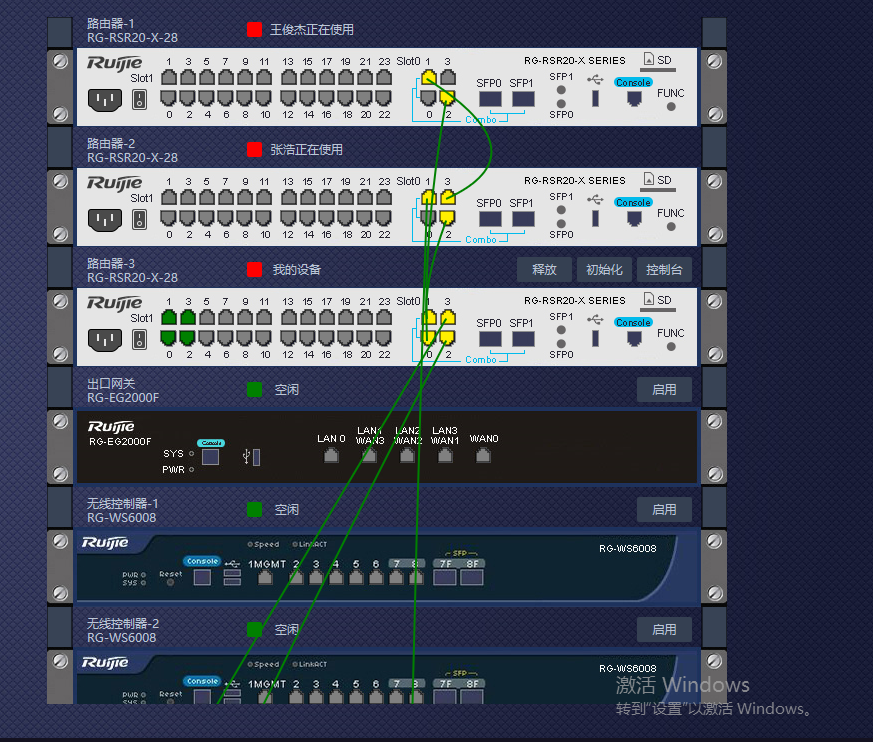 路由器-1
RG-RSR20-X-28
王俊杰正在使用
Ruijie
Slot1
1 3 5 7 9 11 13 15 17 19 21 23 Slot0 1 3
RG-RSR20-X SERIES
SD
SFP0 SFP1 SFP1
Console
FUNC
0 2 4 6 8 10 12 14 16 18 20 22 0 2
Combo
SFP0
路由器-2
RG-RSR20-X-28
张浩正在使用
Ruijie
Slot1
1 3 5 7 9 11 13 15 17 19 21 23 Slot0 1 3
RG-RSR20-X SERIES
SD
SFP0 SFP1 SFP1
Console
FUNC
0 2 4 6 8 10 12 14 16 18 20 22 0 2
Combo
SFP0
路由器-3
RG-RSR20-X-28
我的设备
释放 初始化 控制台
Ruijie
Slot1
1 3 5 7 9 11 13 15 17 19 21 23 Slot0 1 3
RG-RSR20-X SERIES
SD
SFP0 SFP1 SFP1
Console
FUNC
0 2 4 6 8 10 12 14 16 18 20 22 0 2
Combo
SFP0
出口网关
RG-EG2000F
空闲
启用
Ruijie
RG-EG2000F
Console
SYS
PWR
LAN 0 LAN1 LAN2 LAN3 WAN0
WAN3 WAN2 WAN1
无线控制器-1
RG-WS6008
空闲
启用
Ruijie
Speed Link/ACT
RG-WS6008
SFP
Console
1MGMT 2 3 4 5 6 7 8 7F 8F
PWR
SYS
Reset
无线控制器-2
RG-WS6008
空闲
启用
Ruijie
Speed Link/ACT
RG-WS6008
SFP
Console
1MGMT 2 3 4 5 6 7 8 7F 8F
PWR
SYS
Reset
激活 Windows
转到"设置"以激活 Windows。